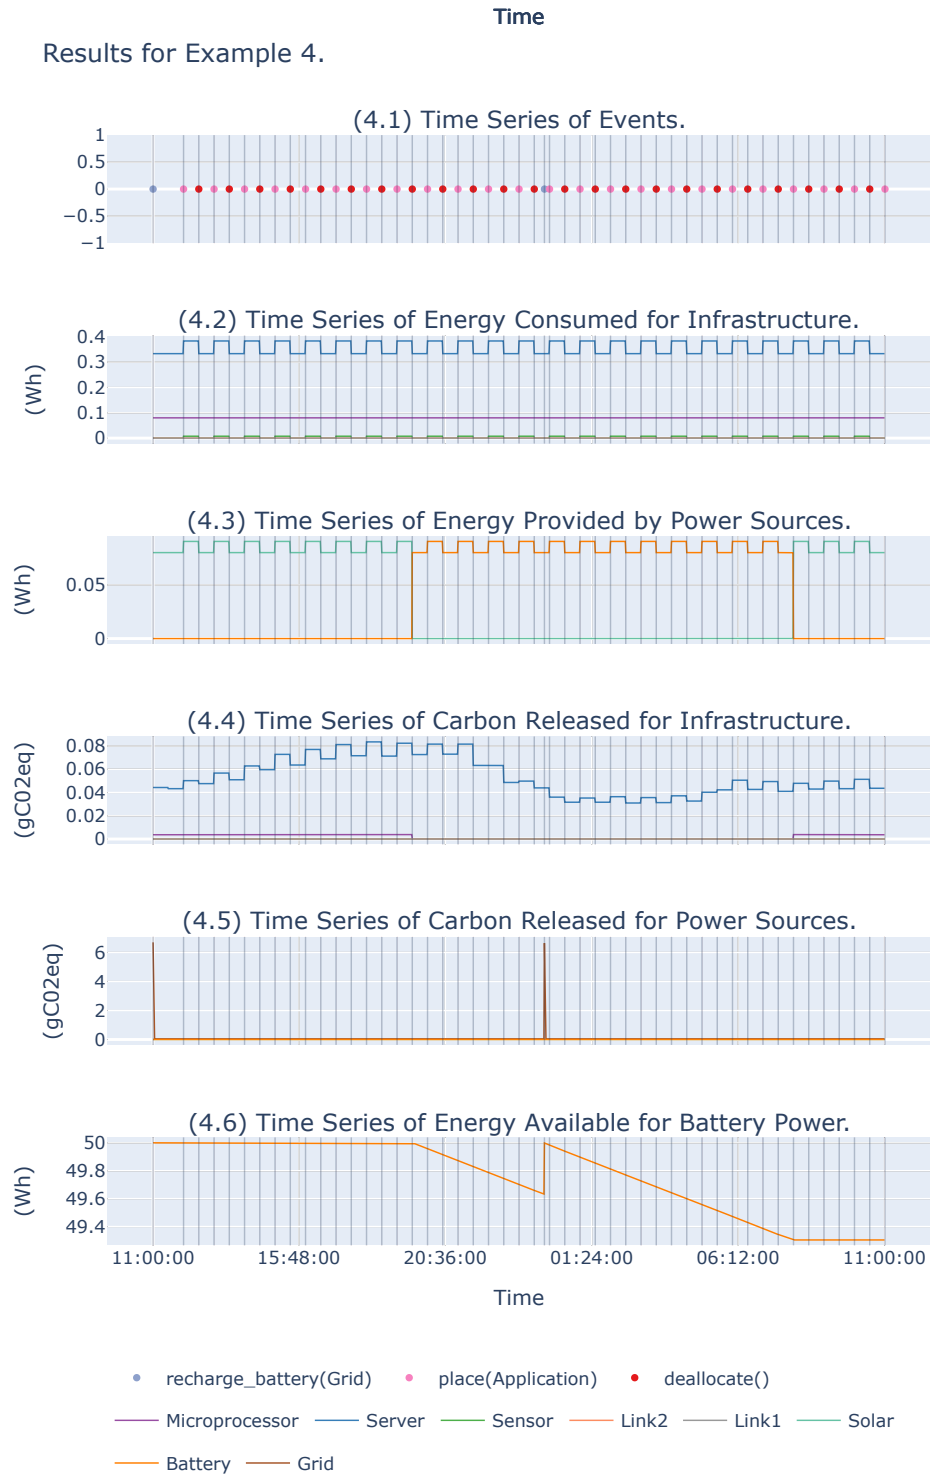 Time
Results for Example 4.
(4.1) Time Series of Events.
1
0.5
0
−0.5
−1
(4.2) Time Series of Energy Consumed for Infrastructure.
0.4
0.3
0.2
0.1
0
(Wh)
(4.3) Time Series of Energy Provided by Power Sources.
0.05
0
(Wh)
(4.4) Time Series of Carbon Released for Infrastructure.
0.08
0.06
0.04
0.02
0
(gC02eq)
(4.5) Time Series of Carbon Released for Power Sources.
6
4
2
0
(gC02eq)
(4.6) Time Series of Energy Available for Battery Power.
50
49.8
49.6
49.4
(Wh)
11:00:00 15:48:00 20:36:00 01:24:00 06:12:00 11:00:00
Time
recharge_battery(Grid) place(Application) deallocate()
Microprocessor Server Sensor Link2 Link1 Solar
Battery Grid